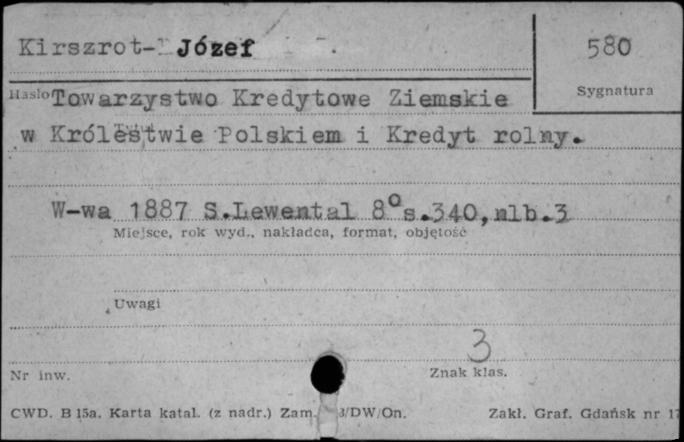 Kirszrot- Józef
580
Sygnatura
Hasło Towarzystwo Kredytowe Ziemskie
w Królestwie Polskiem i Kredyt rolny.
W-wa 1887 S.Lewental 8° s.340,nlb.3
Miejsce, rok wyd., nakładca, format, objętość
Uwagi
3
Nr inw.
Znak klas.
CWD. B 15a. Karta katal. (z nadr.) Zam. 3/DW/On.
Zakł. Graf. Gdańsk nr